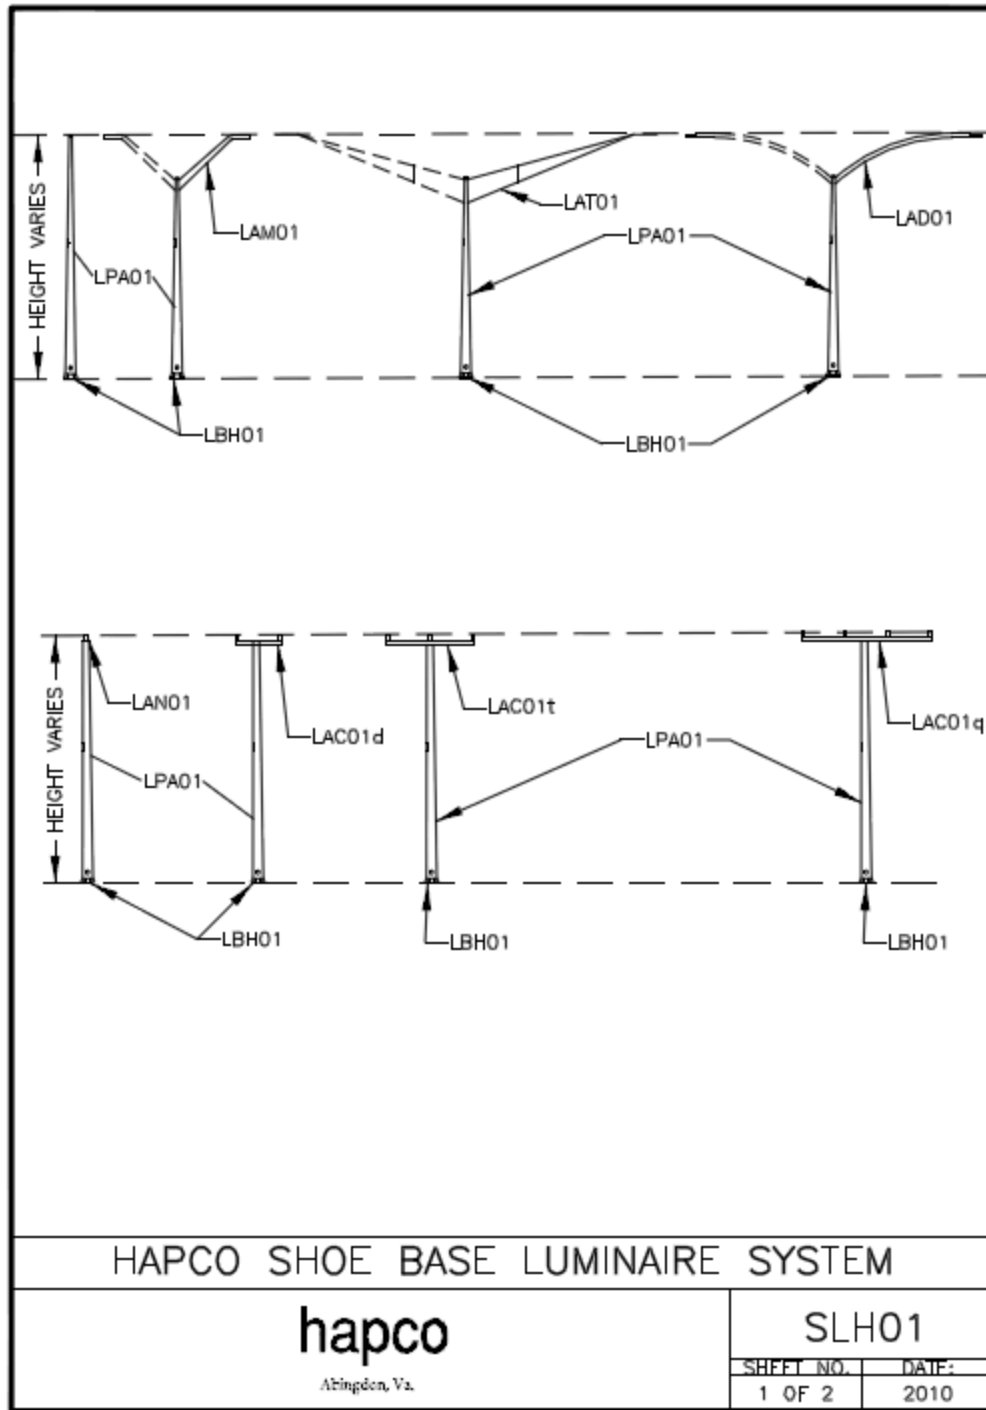 HEIGHT VARIES
LAM01
LAT01
LAD01
LPA01
LPA01
LBH01
LBH01
HEIGHT VARIES
LAN01
LAC01d
LAC01t
LAC01q
LPA01
LPA01
LBH01
LBH01
LBH01
HAPCO SHOE BASE LUMINAIRE SYSTEM
hapco
Abingdon, Va.
SLH01
SHEET NO.
DATE:
1 OF 2
2010